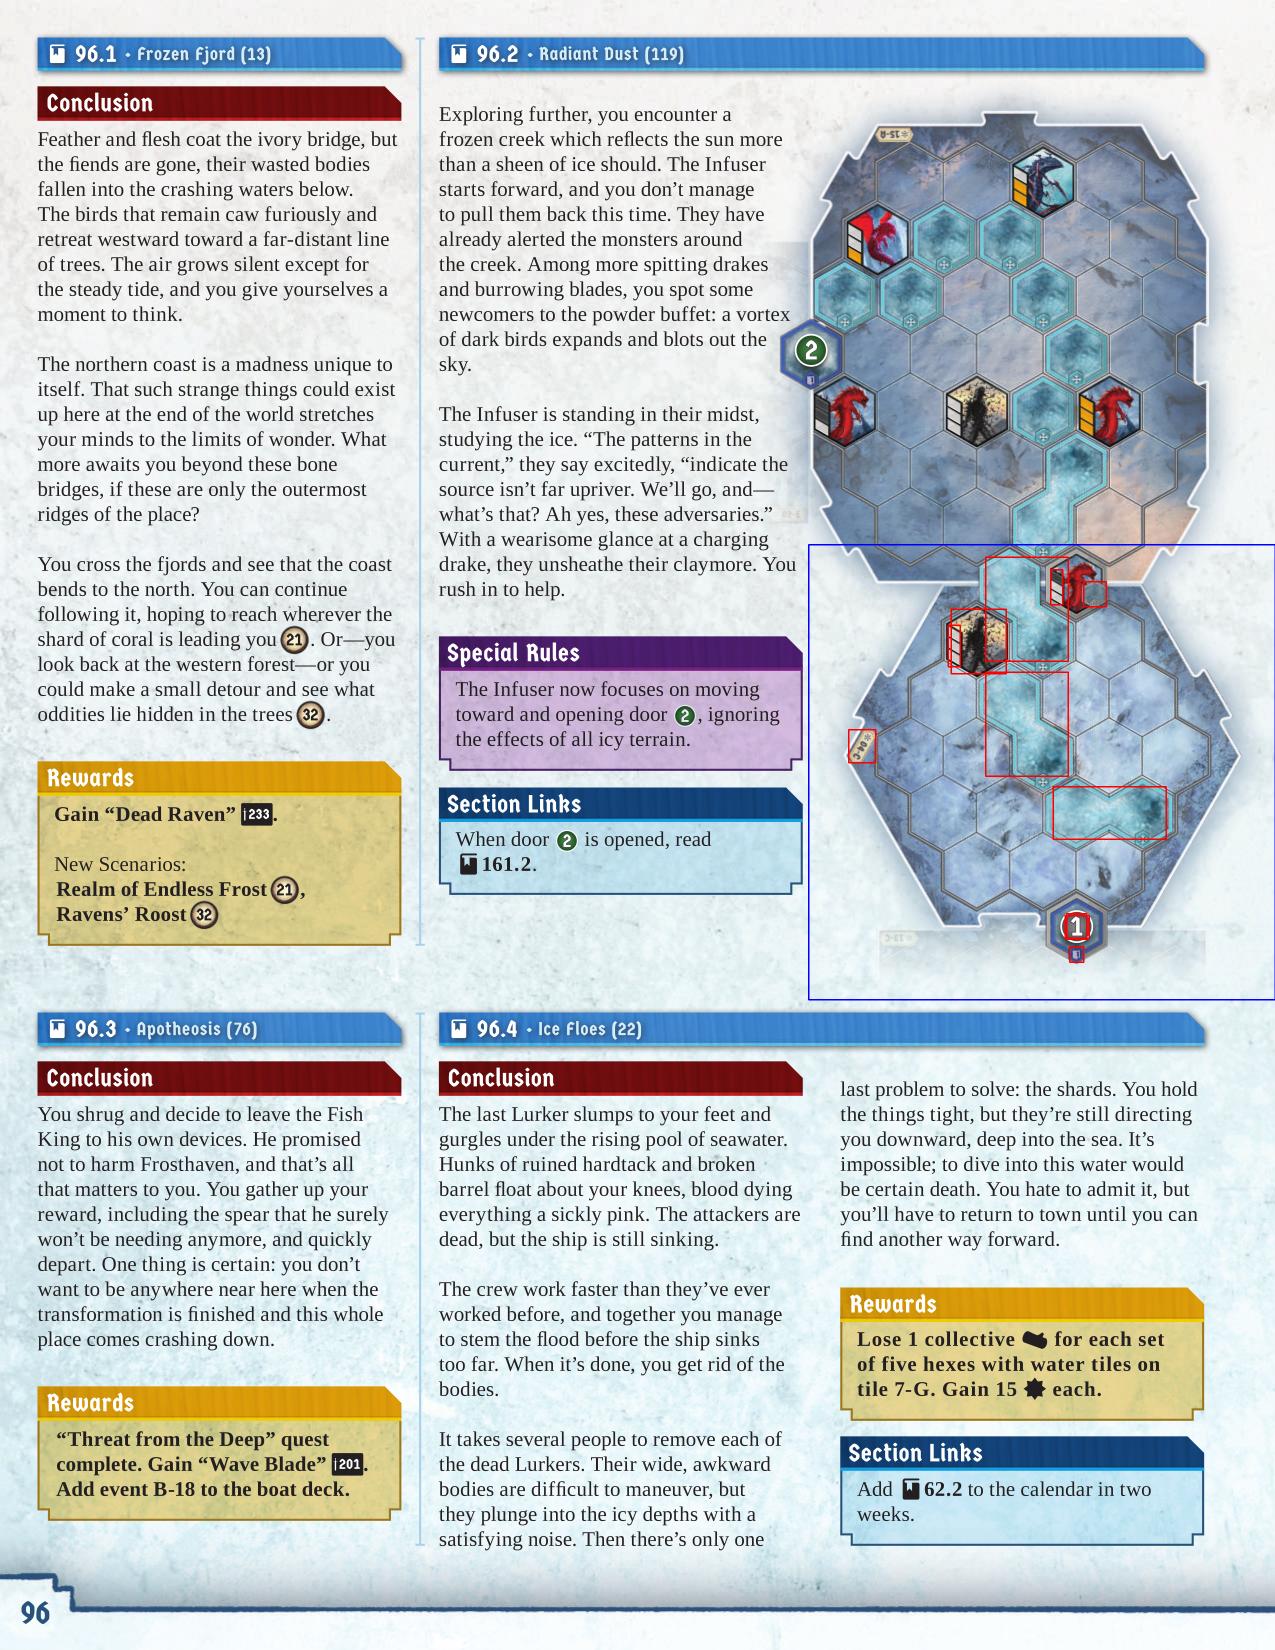 96.1 • Frozen Fjord (13)
Conclusion
Feather and flesh coat the ivory bridge, but
the fiends are gone, their wasted bodies
fallen into the crashing waters below.
The birds that remain caw furiously and
retreat westward toward a far-distant line
of trees. The air grows silent except for
the steady tide, and you give yourselves a
moment to think.
The northern coast is a madness unique to
itself. That such strange things could exist
up here at the end of the world stretches
your minds to the limits of wonder. What
more awaits you beyond these bone
bridges, if these are only the outermost
ridges of the place?
You cross the fjords and see that the coast
bends to the north. You can continue
following it, hoping to reach wherever the
shard of coral is leading you 21. Or—you
look back at the western forest—or you
could make a small detour and see what
oddities lie hidden in the trees 32.
Rewards
Gain “Dead Raven” 233.
New Scenarios:
Realm of Endless Frost 21,
Ravens’ Roost 32
96.2 • Radiant Dust (119)
Exploring further, you encounter a
frozen creek which reflects the sun more
than a sheen of ice should. The Infuser
starts forward, and you don’t manage
to pull them back this time. They have
already alerted the monsters around
the creek. Among more spitting drakes
and burrowing blades, you spot some
newcomers to the powder buffet: a vortex
of dark birds expands and blots out the
sky.
The Infuser is standing in their midst,
studying the ice. “The patterns in the
current,” they say excitedly, “indicate the
source isn’t far upriver. We’ll go, and—
what’s that? Ah yes, these adversaries.”
With a wearisome glance at a charging
drake, they unsheathe their claymore. You
rush in to help.
Special Rules
The Infuser now focuses on moving
toward and opening door 2, ignoring
the effects of all icy terrain.
Section Links
When door 2 is opened, read
161.2.
15-A
2
04-C
1
13-C
96.3 • Apotheosis (76)
Conclusion
You shrug and decide to leave the Fish
King to his own devices. He promised
not to harm Frosthaven, and that’s all
that matters to you. You gather up your
reward, including the spear that he surely
won’t be needing anymore, and quickly
depart. One thing is certain: you don’t
want to be anywhere near here when the
transformation is finished and this whole
place comes crashing down.
Rewards
“Threat from the Deep” quest
complete. Gain “Wave Blade” 201.
Add event B-18 to the boat deck.
96.4 • Ice Floes (22)
Conclusion
The last Lurker slumps to your feet and
gurgles under the rising pool of seawater.
Hunks of ruined hardtack and broken
barrel float about your knees, blood dying
everything a sickly pink. The attackers are
dead, but the ship is still sinking.
The crew work faster than they’ve ever
worked before, and together you manage
to stem the flood before the ship sinks
too far. When it’s done, you get rid of the
bodies.
It takes several people to remove each of
the dead Lurkers. Their wide, awkward
bodies are difficult to maneuver, but
they plunge into the icy depths with a
satisfying noise. Then there’s only one
last problem to solve: the shards. You hold
the things tight, but they’re still directing
you downward, deep into the sea. It’s
impossible; to dive into this water would
be certain death. You hate to admit it, but
you’ll have to return to town until you can
find another way forward.
Rewards
Lose 1 collective for each set
of five hexes with water tiles on
tile 7-G. Gain 15 each.
Section Links
Add 62.2 to the calendar in two
weeks.
96